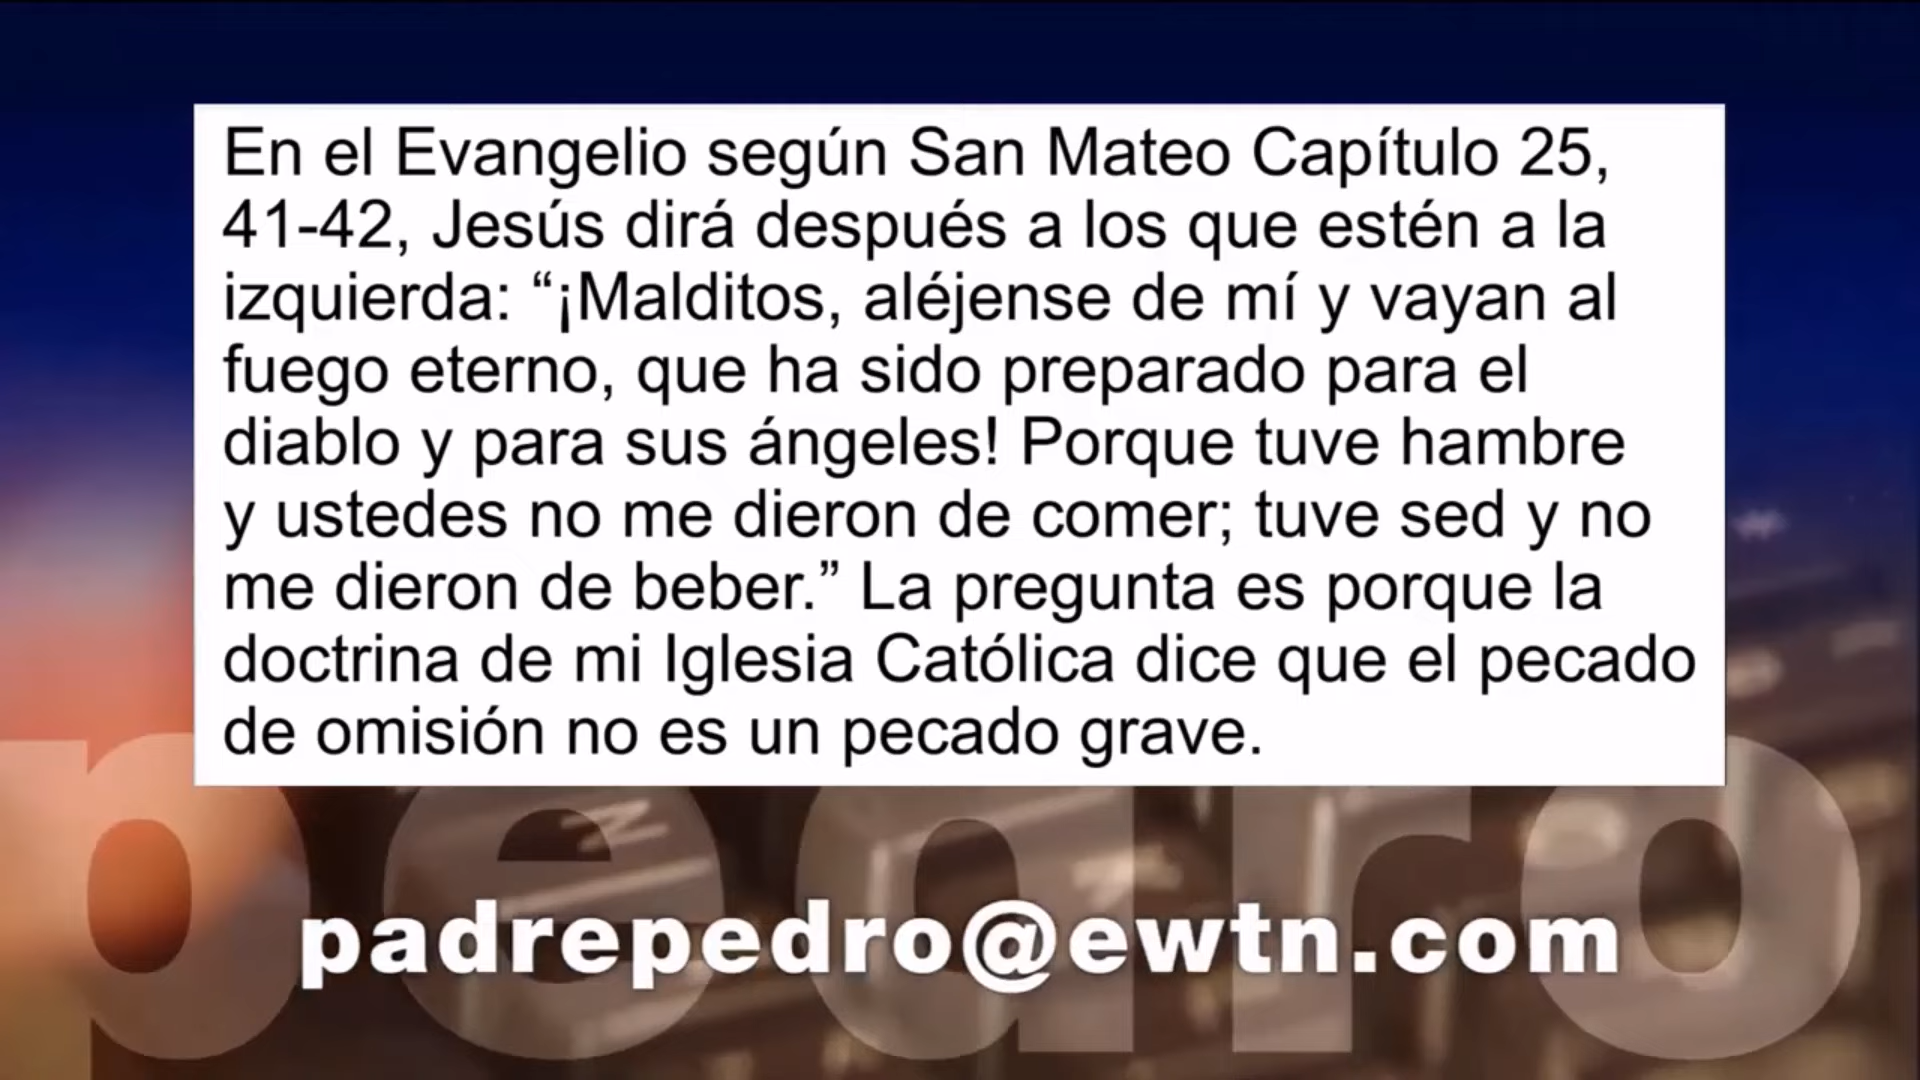 En el Evangelio según San Mateo Capítulo 25,
41-42, Jesús dirá después a los que estén a la
izquierda: “¡Malditos, aléjense de mí y vayan al
fuego eterno, que ha sido preparado para el
diablo y para sus ángeles! Porque tuve hambre
y ustedes no me dieron de comer; tuve sed y no
me dieron de beber.” La pregunta es porque la
doctrina de mi Iglesia Católica dice que el pecado
de omisión no es un pecado grave.
pedro
padrepedro@ewtn.com